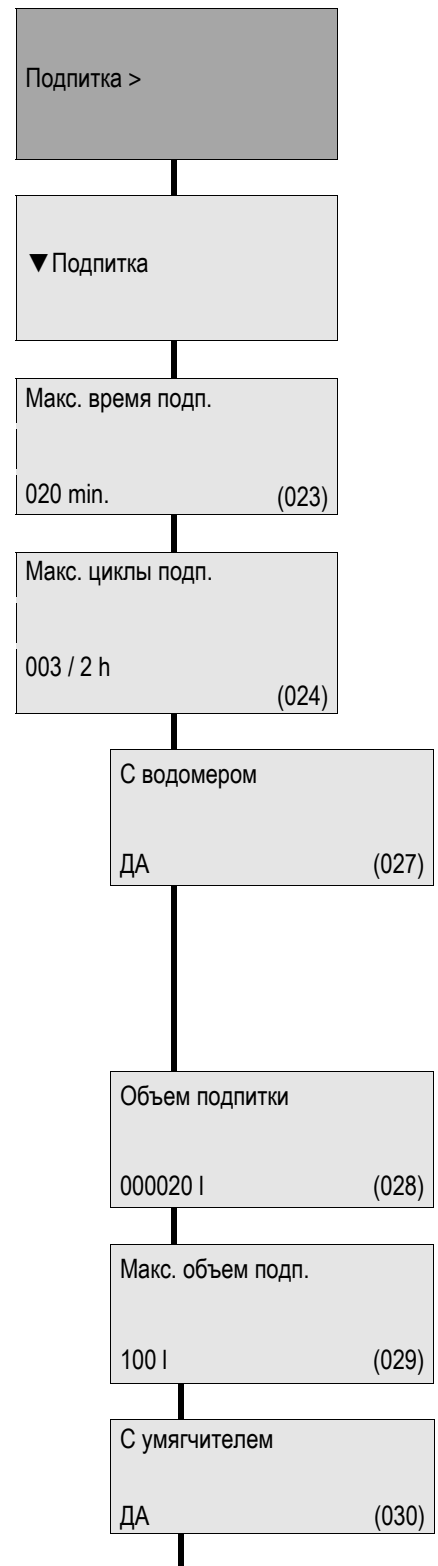 Подпитка >
▼Подпитка
Макс. время подп.
020 min. (023)
Макс. циклы подп.
003 / 2 h
(024)
С водомером
ДА (027)
Объем подпитки
000020 l (028)
Макс. объем подп.
100 l (029)
С умягчителем
ДА (030)